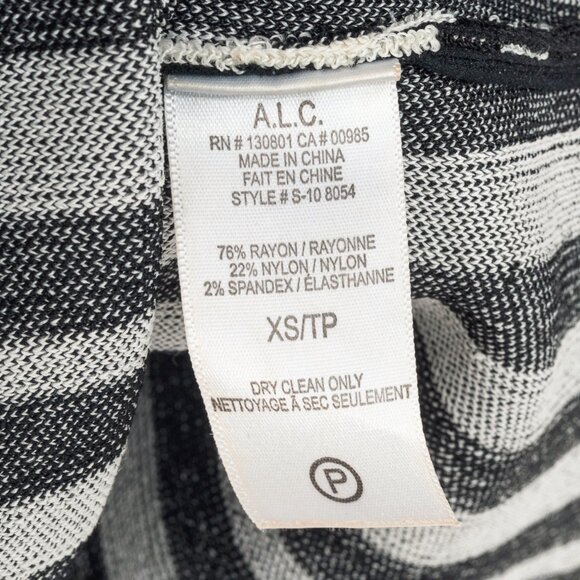 A.L.C.
RN # 130801 CA # 00985
MADE IN CHINA
FAIT EN CHINE
STYLE # S-10 8054
76% RAYON / RAYONNE
22% NYLON / NYLON
2% SPANDEX / ÉLASTHANNE
XS/TP
DRY CLEAN ONLY
NETTOYAGE À SEC SEULEMENT
P